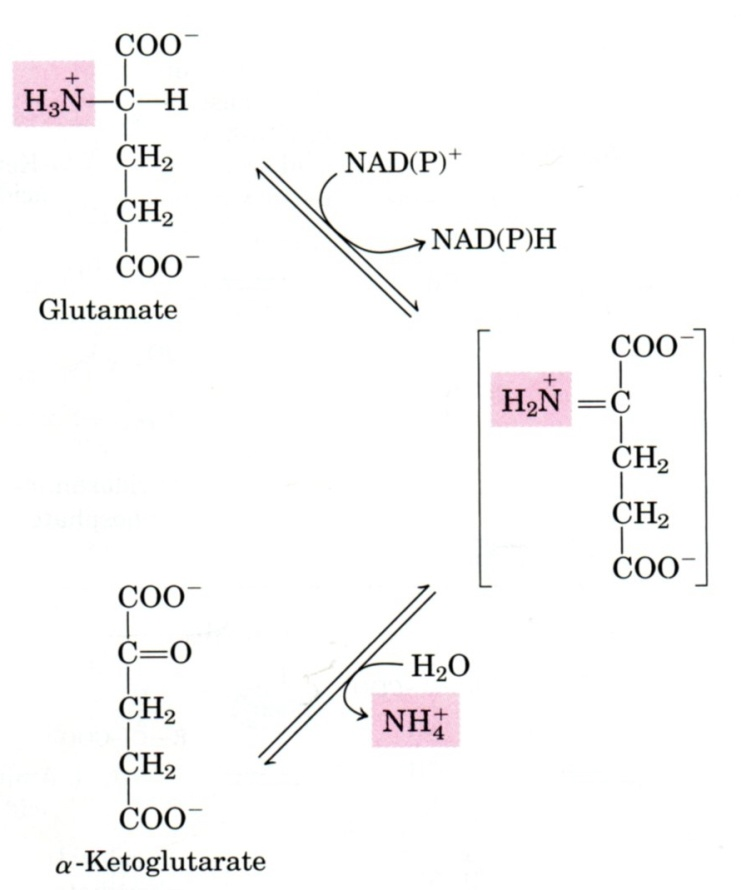 COO⁻
H₃N⁺—C—H
CH₂
CH₂
COO⁻
Glutamate
NAD(P)⁺
NAD(P)H
COO⁻
H₂N⁺=C
CH₂
CH₂
COO⁻
COO⁻
C=O
CH₂
CH₂
COO⁻
α-Ketoglutarate
H₂O
NH₄⁺